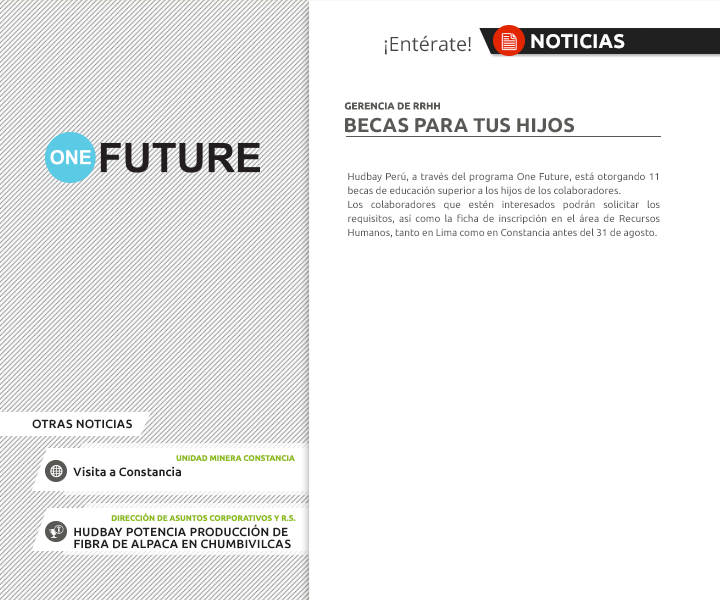 ¡Entérate!
NOTICIAS
ONE FUTURE
GERENCIA DE RRHH
BECAS PARA TUS HIJOS
Hudbay Perú, a través del programa One Future, está otorgando 11
becas de educación superior a los hijos de los colaboradores.
Los colaboradores que estén interesados podrán solicitar los
requisitos, así como la ficha de inscripción en el área de Recursos
Humanos, tanto en Lima como en Constancia antes del 31 de agosto.
OTRAS NOTICIAS
UNIDAD MINERA CONSTANCIA
Visita a Constancia
DIRECCIÓN DE ASUNTOS CORPORATIVOS Y R.S.
HUDBAY POTENCIA PRODUCCIÓN DE
FIBRA DE ALPACA EN CHUMBIVILCAS